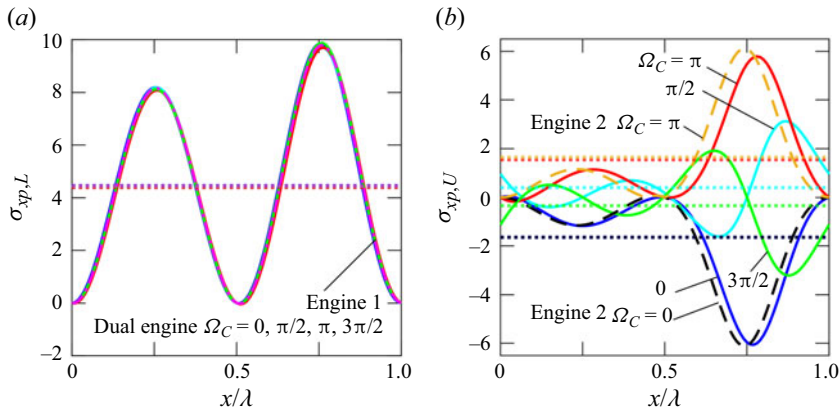 (a)
10
8
6
4
2
0
−2
σxp,L
0
0.5
1.0
x/λ
Engine 1
Dual engine ΩC = 0, π/2, π, 3π/2
(b)
6
4
2
0
−2
−4
−6
σxp,U
0
0.5
1.0
x/λ
ΩC = π
π/2
Engine 2 ΩC = π
0
3π/2
Engine 2 ΩC = 0